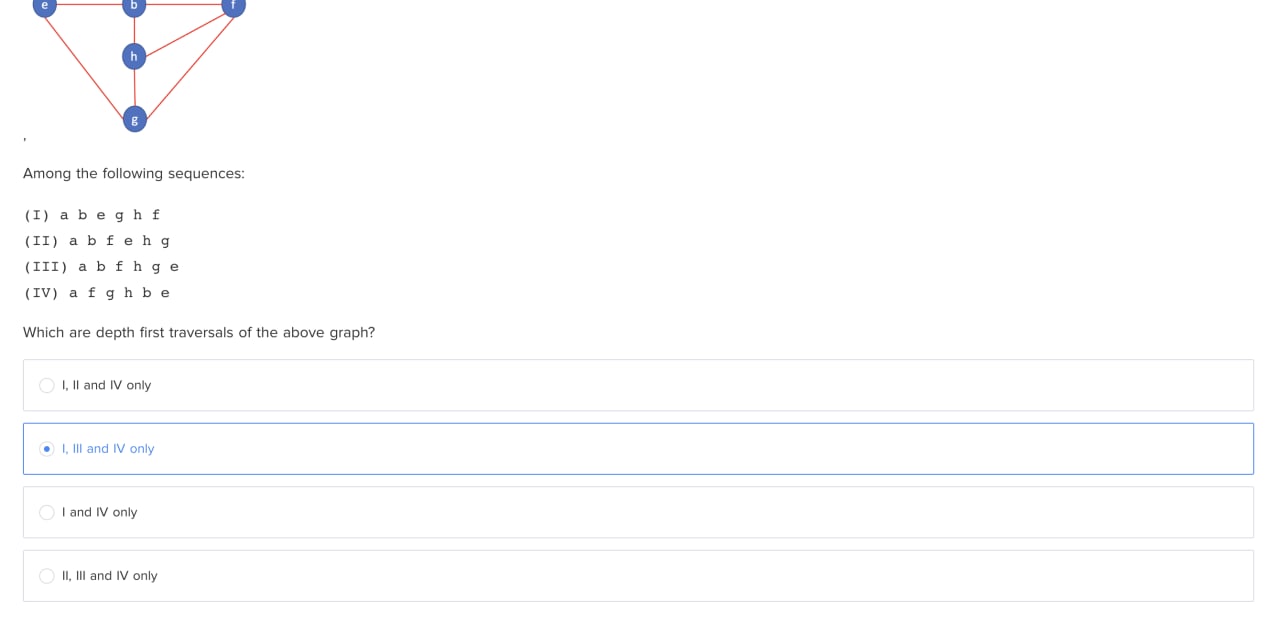 e b f
h
g
,
Among the following sequences:
(I) a b e g h f
(II) a b f e h g
(III) a b f h g e
(IV) a f g h b e
Which are depth first traversals of the above graph?
I, II and IV only
I, III and IV only
I and IV only
II, III and IV only